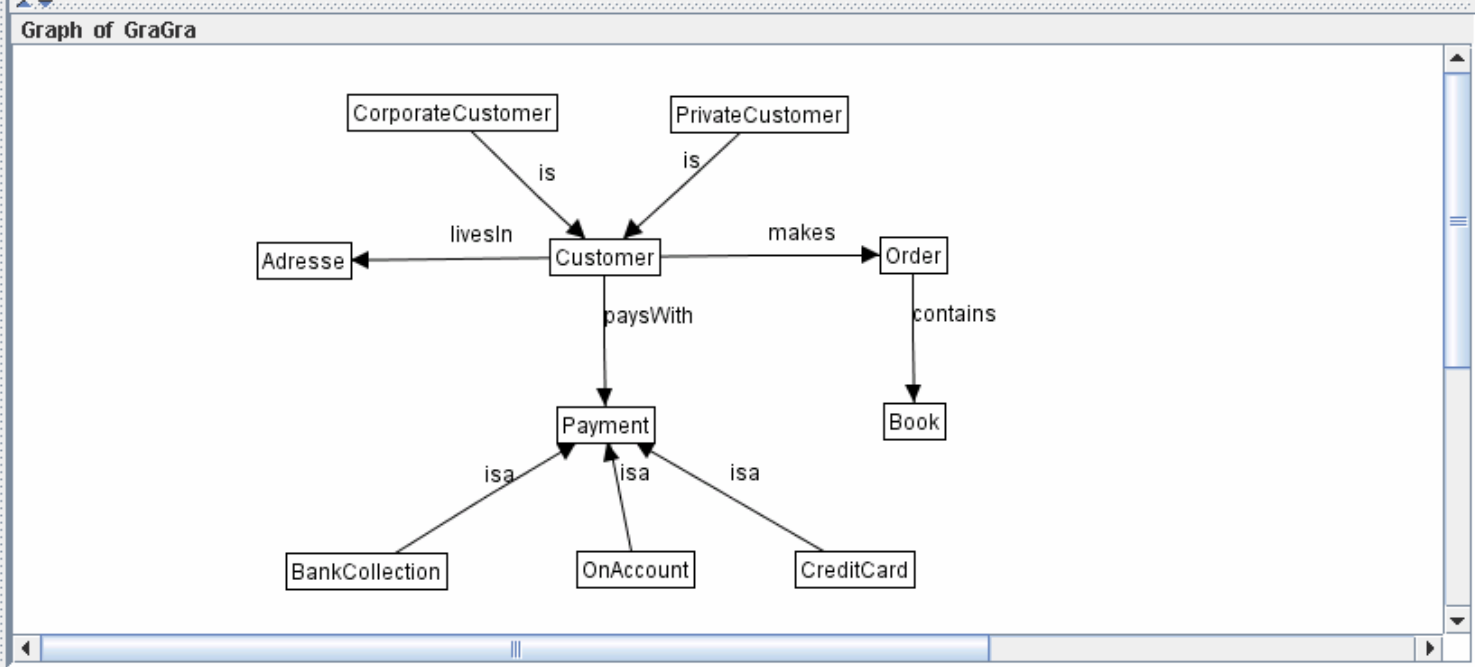 Graph of GraGra
CorporateCustomer
PrivateCustomer
is
is
livesIn
makes
Adresse
Customer
Order
paysWith
contains
Payment
Book
isa
isa
isa
BankCollection
OnAccount
CreditCard